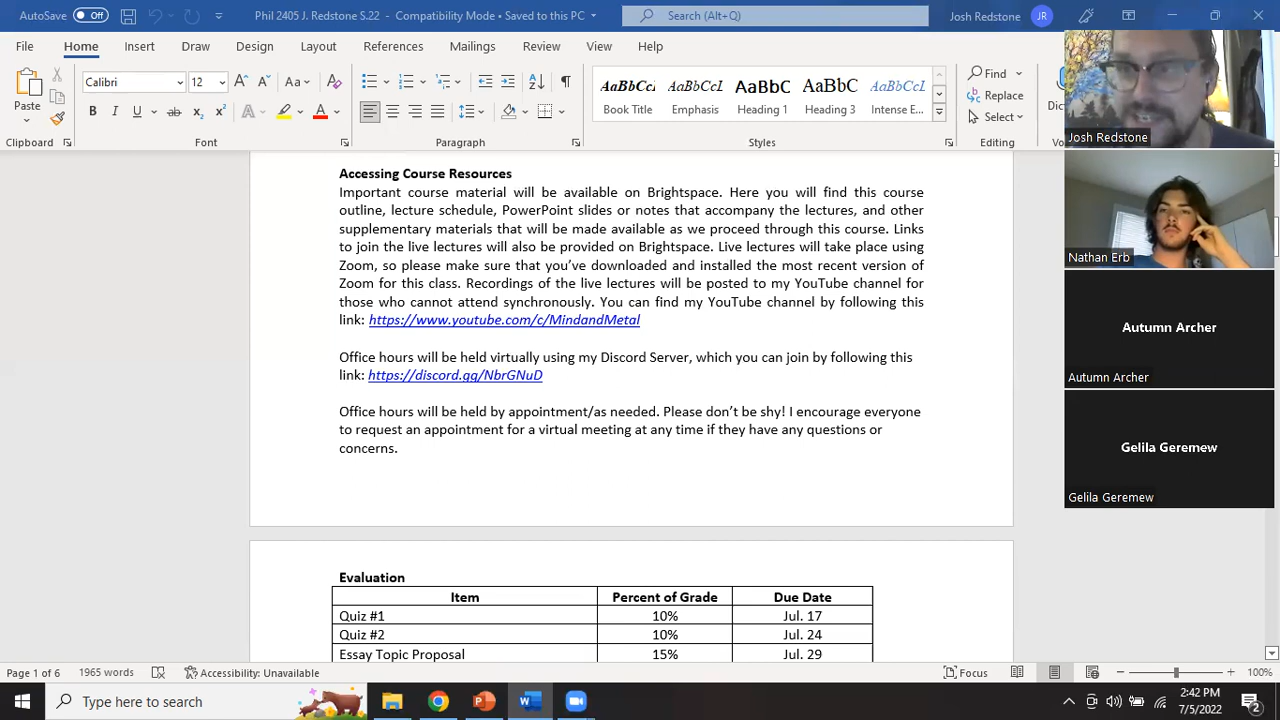 AutoSave Off Phil 2405 J. Redstone S.22 - Compatibility Mode • Saved to this PC Search (Alt+Q) Josh Redstone JR
File Home Insert Draw Design Layout References Mailings Review View Help
Paste Calibri 12 AaBbCcI AaBbCcL AaBbCc AaBbC AaBbCcL Find
Book Title Emphasis Heading 1 Heading 3 Intense E... Replace
Select
Clipboard Font Paragraph Styles Editing
Josh Redstone
Accessing Course Resources
Important course material will be available on Brightspace. Here you will find this course
outline, lecture schedule, PowerPoint slides or notes that accompany the lectures, and other
supplementary materials that will be made available as we proceed through this course. Links
to join the live lectures will also be provided on Brightspace. Live lectures will take place using
Zoom, so please make sure that you've downloaded and installed the most recent version of
Zoom for this class. Recordings of the live lectures will be posted to my YouTube channel for
those who cannot attend synchronously. You can find my YouTube channel by following this
link: https://www.youtube.com/c/MindandMetal
Office hours will be held virtually using my Discord Server, which you can join by following this
link: https://discord.gg/NbrGNuD
Office hours will be held by appointment/as needed. Please don't be shy! I encourage everyone
to request an appointment for a virtual meeting at any time if they have any questions or
concerns.
Nathan Erb
Autumn Archer
Autumn Archer
Gelila Geremew
Gelila Geremew
Evaluation
Item Percent of Grade Due Date
Quiz #1 10% Jul. 17
Quiz #2 10% Jul. 24
Essay Topic Proposal 15% Jul. 29
Page 1 of 6 1965 words Accessibility: Unavailable Focus 100%
Type here to search 2:42 PM
7/5/2022 2